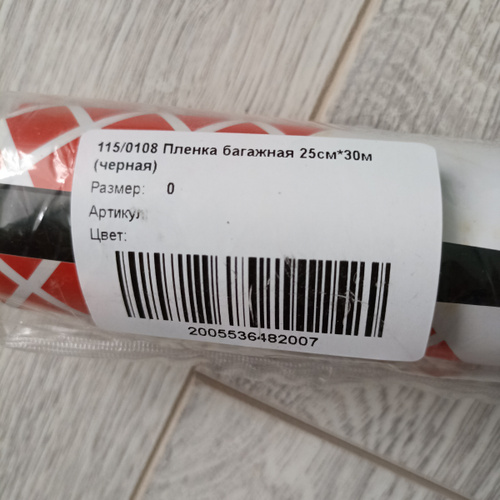 115/0108 Пленка багажная 25см*30м
(черная)
Размер: 0
Артикул:
Цвет:
2005536482007